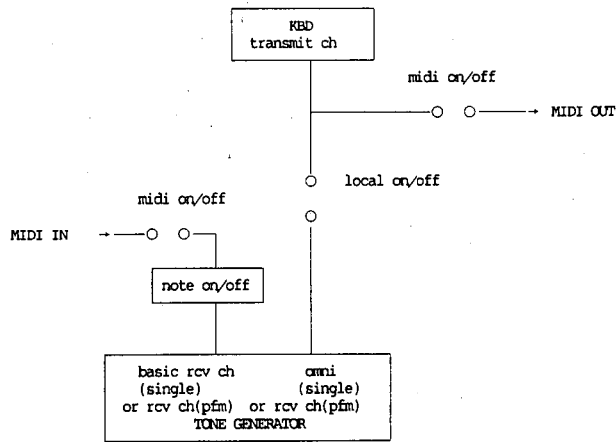 KBD
transmit ch
midi on/off
MIDI OUT
local on/off
midi on/off
MIDI IN
note on/off
basic rcv ch omni
(single) (single)
or rcv ch(pfm) or rcv ch(pfm)
TONE GENERATOR